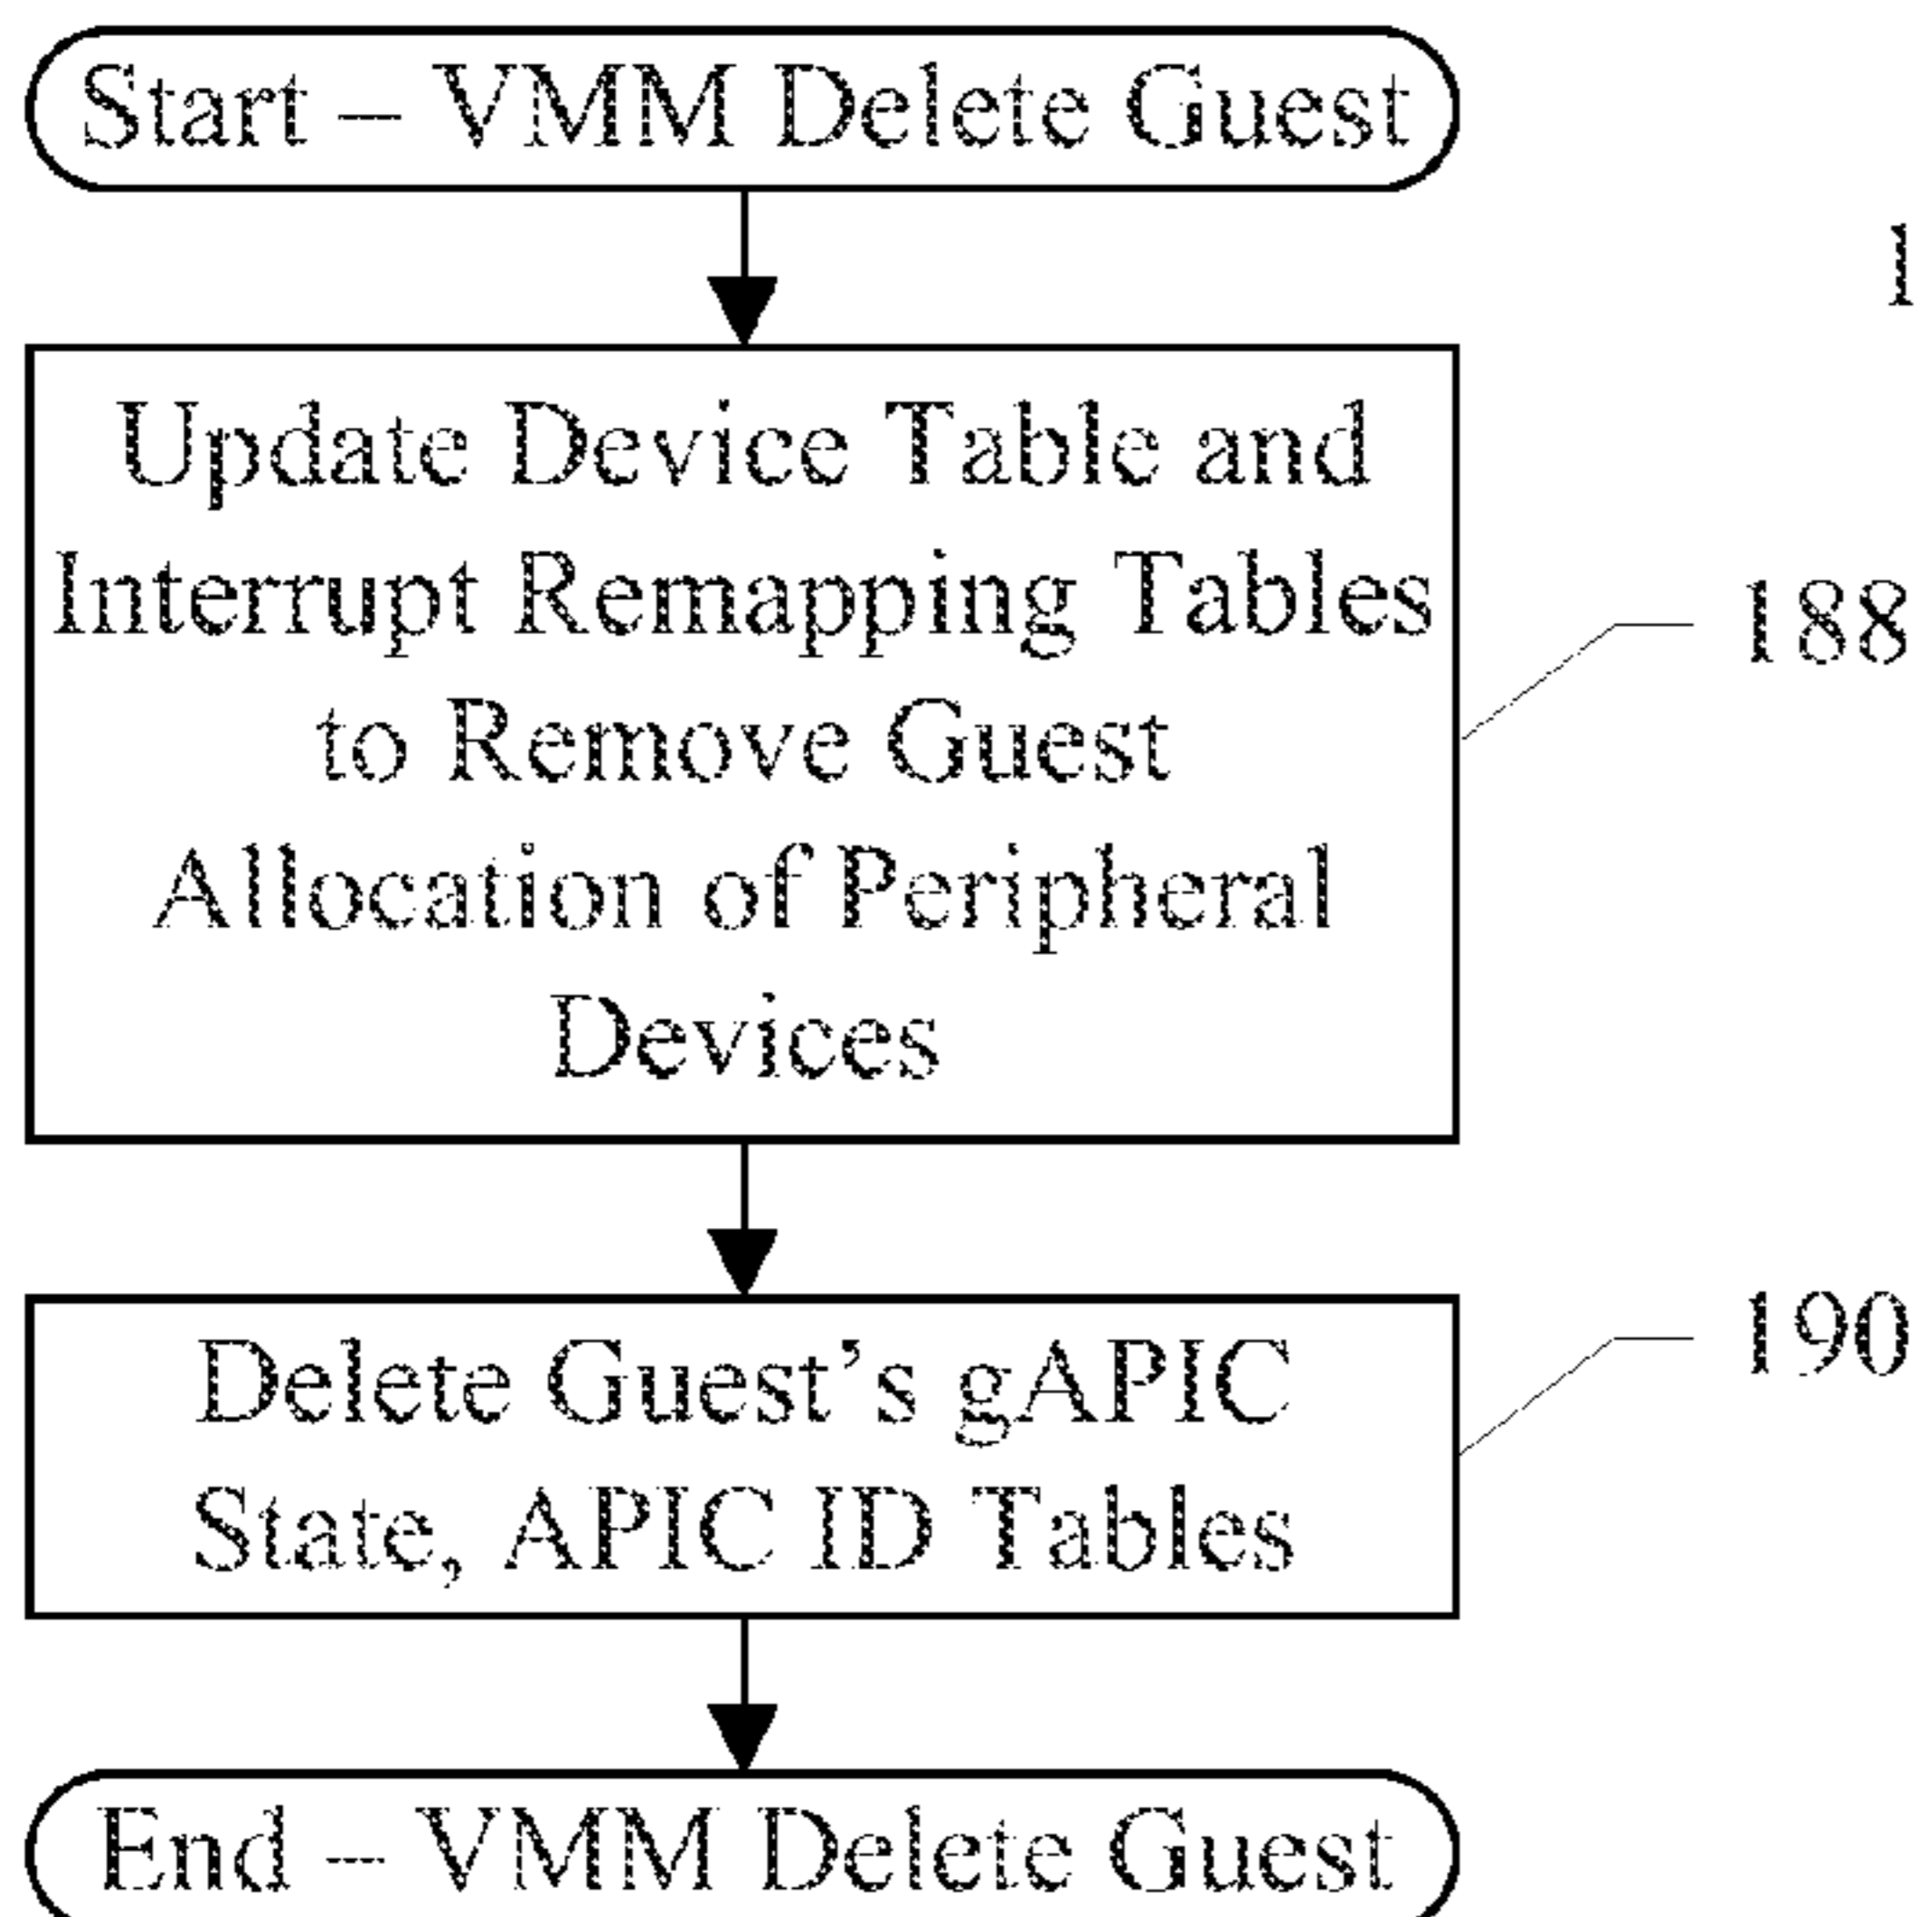 Start – VMM Delete Guest
1
Update Device Table and
Interrupt Remapping Tables
to Remove Guest
Allocation of Peripheral
Devices
188
Delete Guest’s gAPIC
State, APIC ID Tables
190
End – VMM Delete Guest